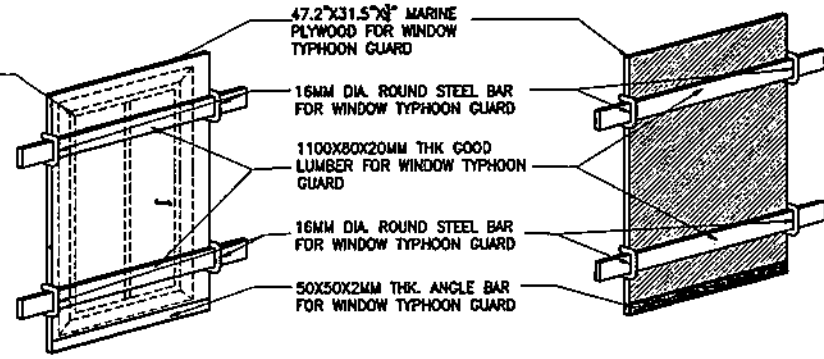 47.2"X31.5"X¾" MARINE
PLYWOOD FOR WINDOW
TYPHOON GUARD
16MM DIA. ROUND STEEL BAR
FOR WINDOW TYPHOON GUARD
1100X80X20MM THK GOOD
LUMBER FOR WINDOW TYPHOON
GUARD
16MM DIA. ROUND STEEL BAR
FOR WINDOW TYPHOON GUARD
50X50X2MM THK. ANGLE BAR
FOR WINDOW TYPHOON GUARD